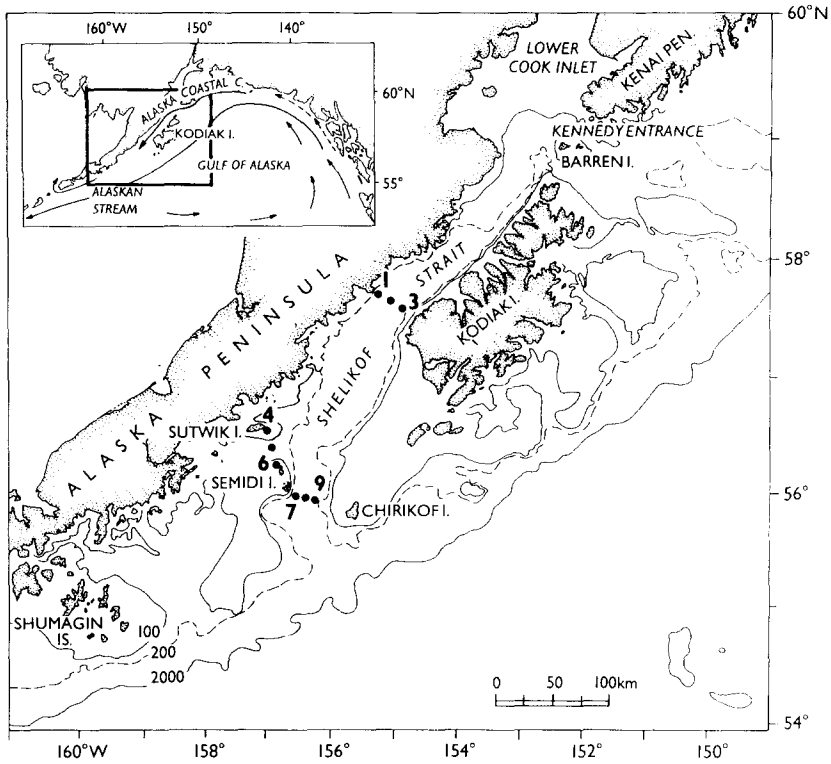 160°W
150°
140°
60°N
LOWER
COOK INLET
KENAI PEN.
ALASKA COASTAL C.
60°N
KODIAK I.
GULF OF ALASKA
55°
ALASKAN
STREAM
KENNEDY ENTRANCE
BARREN I.
58°
ALASKA PENINSULA
SHELIKOF STRAIT
1
3
KODIAK I.
4
SUTWIK I.
6
SEMIDI I.
9
7
CHIRIKOF I.
56°
SHUMAGIN
IS.
100
200
2000
0 50 100km
54°
160°W
158°
156°
154°
152°
150°